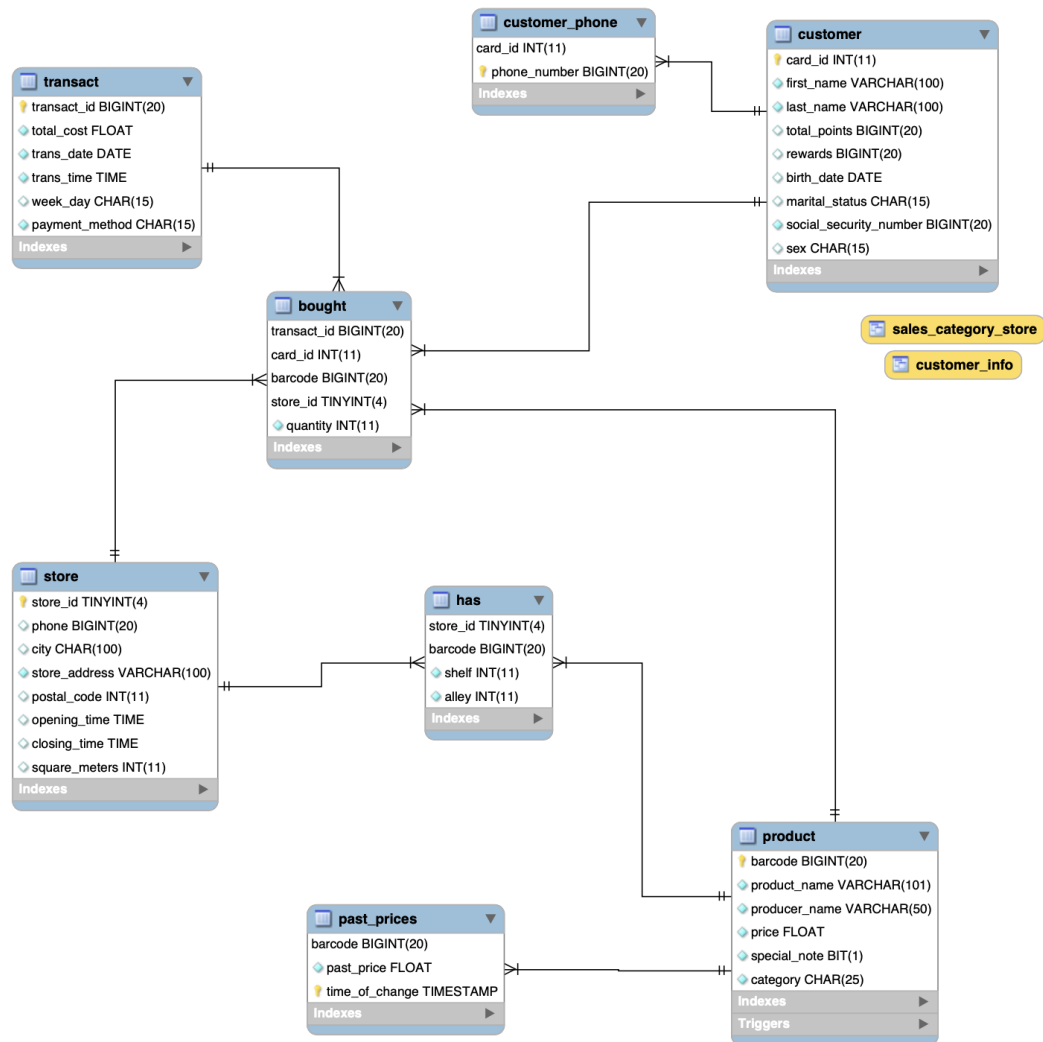 customer_phone
card_id INT(11)
phone_number BIGINT(20)
Indexes
customer
card_id INT(11)
first_name VARCHAR(100)
last_name VARCHAR(100)
total_points BIGINT(20)
rewards BIGINT(20)
birth_date DATE
marital_status CHAR(15)
social_security_number BIGINT(20)
sex CHAR(15)
Indexes
transact
transact_id BIGINT(20)
total_cost FLOAT
trans_date DATE
trans_time TIME
week_day CHAR(15)
payment_method CHAR(15)
Indexes
bought
transact_id BIGINT(20)
card_id INT(11)
barcode BIGINT(20)
store_id TINYINT(4)
quantity INT(11)
Indexes
sales_category_store
customer_info
store
store_id TINYINT(4)
phone BIGINT(20)
city CHAR(100)
store_address VARCHAR(100)
postal_code INT(11)
opening_time TIME
closing_time TIME
square_meters INT(11)
Indexes
has
store_id TINYINT(4)
barcode BIGINT(20)
shelf INT(11)
alley INT(11)
Indexes
product
barcode BIGINT(20)
product_name VARCHAR(101)
producer_name VARCHAR(50)
price FLOAT
special_note BIT(1)
category CHAR(25)
Indexes
Triggers
past_prices
barcode BIGINT(20)
past_price FLOAT
time_of_change TIMESTAMP
Indexes